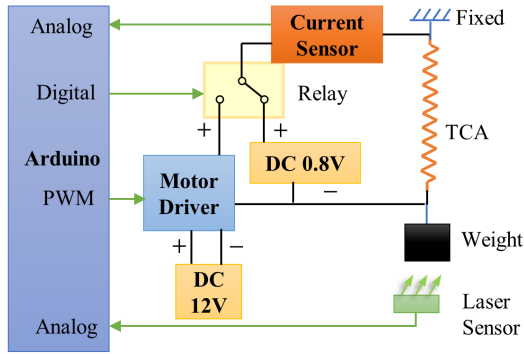 Analog
Current
Sensor
Fixed
Digital
Relay
TCA
+
+
Arduino
DC 0.8V
Motor
Driver
PWM
−
Weight
+
−
DC
12V
Laser
Sensor
Analog